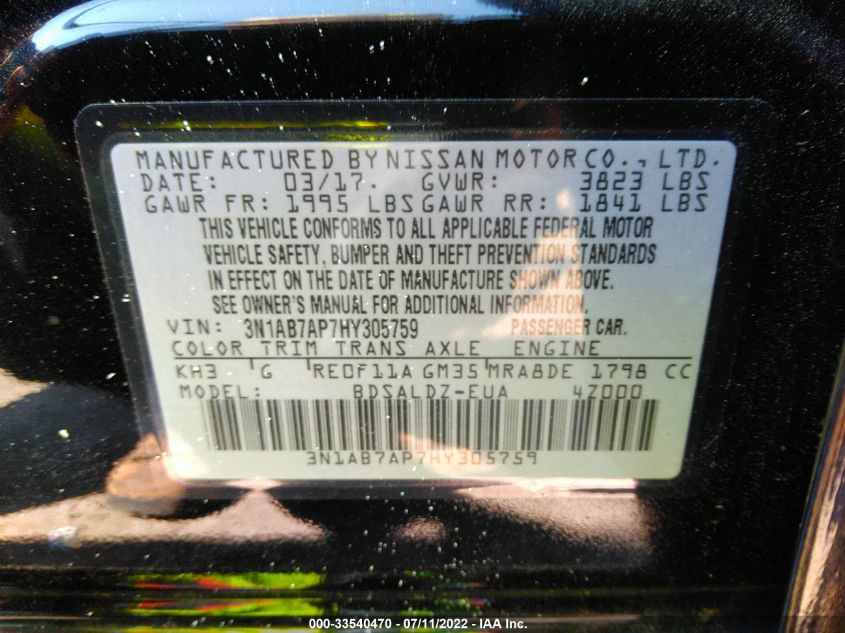 MANUFACTURED BY NISSAN MOTOR CO., LTD.
DATE: 03/17. GVWR: 3823 LBS
GAWR FR: 1995 LBS GAWR RR: 1841 LBS
THIS VEHICLE CONFORMS TO ALL APPLICABLE FEDERAL MOTOR
VEHICLE SAFETY, BUMPER AND THEFT PREVENTION STANDARDS
IN EFFECT ON THE DATE OF MANUFACTURE SHOWN ABOVE.
SEE OWNER'S MANUAL FOR ADDITIONAL INFORMATION.
VIN: 3N1AB7AP7HY305759 PASSENGER CAR.
COLOR TRIM TRANS AXLE ENGINE
KH3 G RE0F11A GM35 MRA8DE 1798 CC
MODEL: BDSALDZ-EUA 4Z000
3N1AB7AP7HY305759
000-33540470 - 07/11/2022 - IAA Inc.